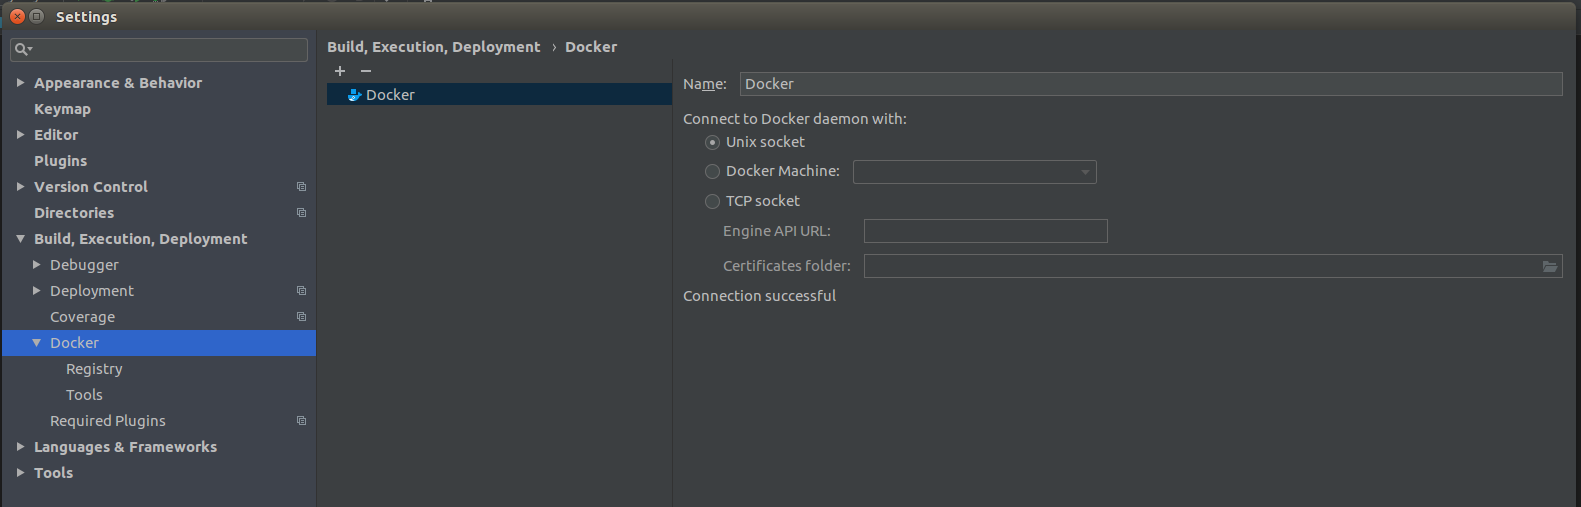 Settings
Appearance & Behavior
Keymap
Editor
Plugins
Version Control
Directories
Build, Execution, Deployment
Debugger
Deployment
Coverage
Docker
Registry
Tools
Required Plugins
Languages & Frameworks
Tools
Build, Execution, Deployment › Docker
Docker
Name: Docker
Connect to Docker daemon with:
Unix socket
Docker Machine:
TCP socket
Engine API URL:
Certificates folder:
Connection successful